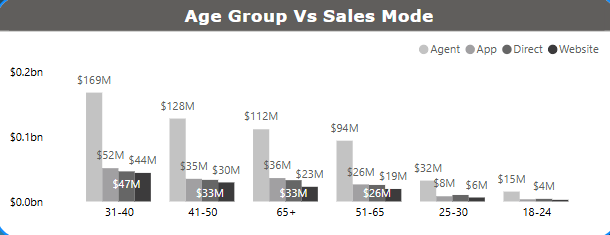 Age Group Vs Sales Mode
Agent App Direct Website
$0.2bn
$0.1bn
$0.0bn
$169M
$52M
$47M
$44M
$128M
$35M
$33M
$30M
$112M
$36M
$33M
$23M
$94M
$26M
$26M
$19M
$32M
$8M
$6M
$15M
$4M
31-40 41-50 65+ 51-65 25-30 18-24